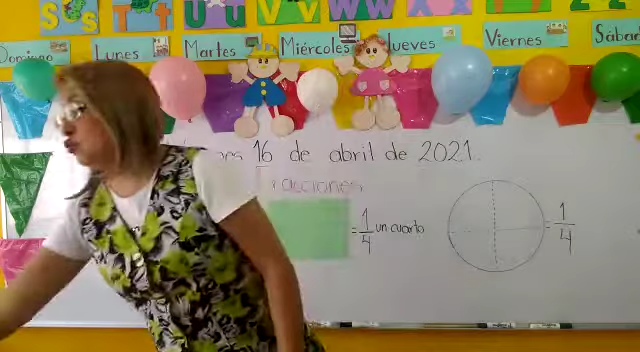 S s T t U u V v W w X x
Domingo Lunes Martes Miércoles Jueves Viernes Sábado
16 de abril de 2021.
racciones
= 1/4 un cuarto = 1/4